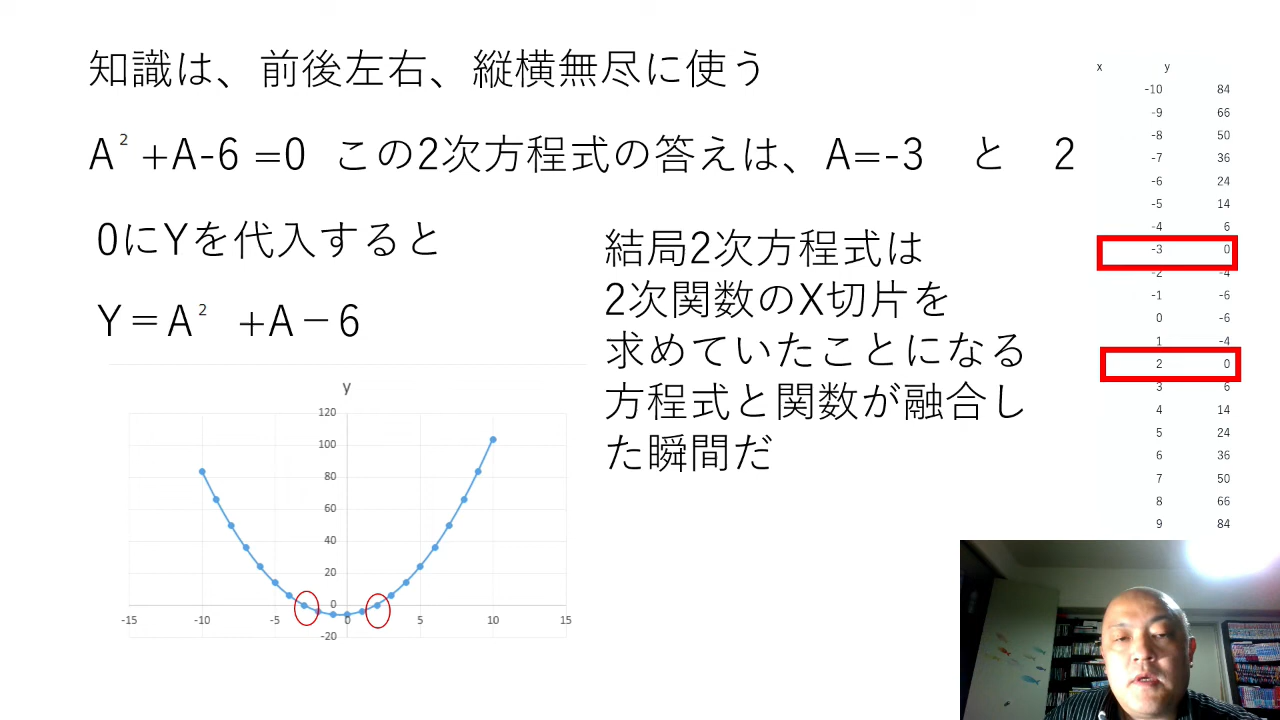 知識は、前後左右、縦横無尽に使う
A² +A-6 =0 この2次方程式の答えは、A=-3 と 2
0にYを代入すると
Y＝A² +A－6
結局2次方程式は
2次関数のX切片を
求めていたことになる
方程式と関数が融合し
た瞬間だ
y
120
100
80
60
40
20
0
-20
-15 -10 -5 0 5 10 15
x y
-10 84
-9 66
-8 50
-7 36
-6 24
-5 14
-4 6
-3 0
-2 -4
-1 -6
0 -6
1 -4
2 0
3 6
4 14
5 24
6 36
7 50
8 66
9 84